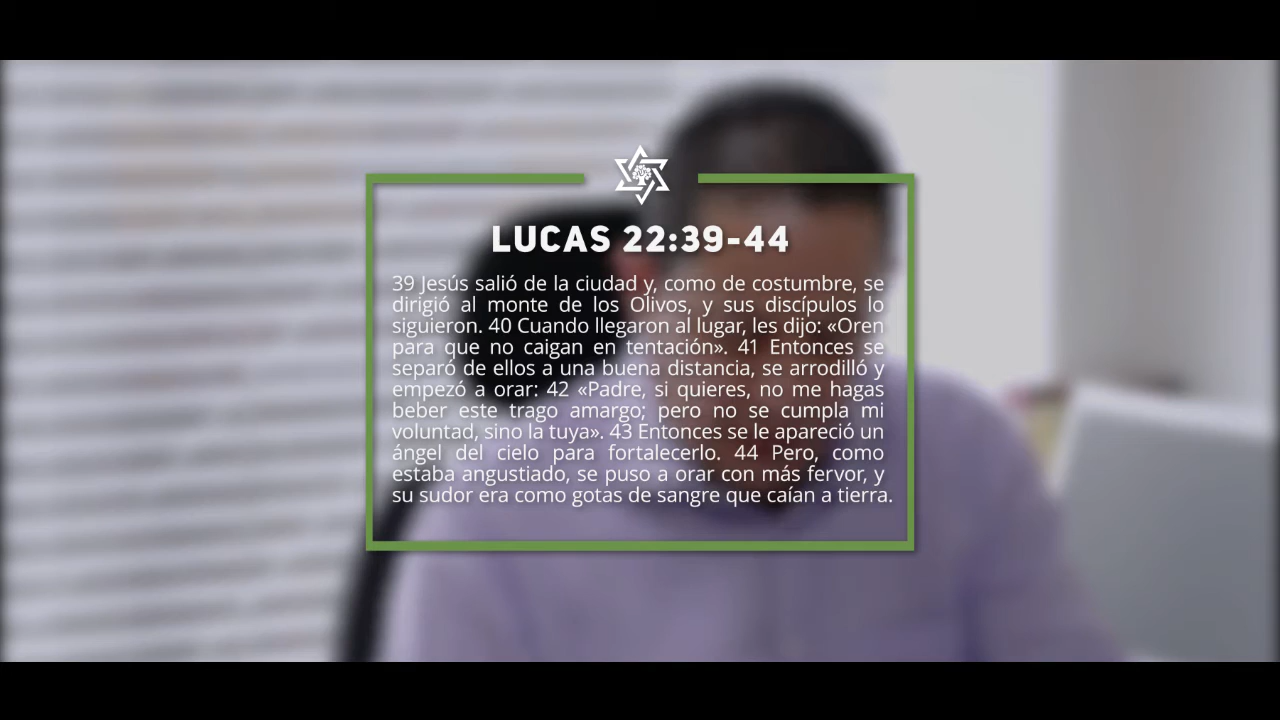 LUCAS 22:39-44
39 Jesús salió de la ciudad y, como de costumbre, se
dirigió al monte de los Olivos, y sus discípulos lo
siguieron. 40 Cuando llegaron al lugar, les dijo: «Oren
para que no caigan en tentación». 41 Entonces se
separó de ellos a una buena distancia, se arrodilló y
empezó a orar: 42 «Padre, si quieres, no me hagas
beber este trago amargo; pero no se cumpla mi
voluntad, sino la tuya». 43 Entonces se le apareció un
ángel del cielo para fortalecerlo. 44 Pero, como
estaba angustiado, se puso a orar con más fervor, y
su sudor era como gotas de sangre que caían a tierra.